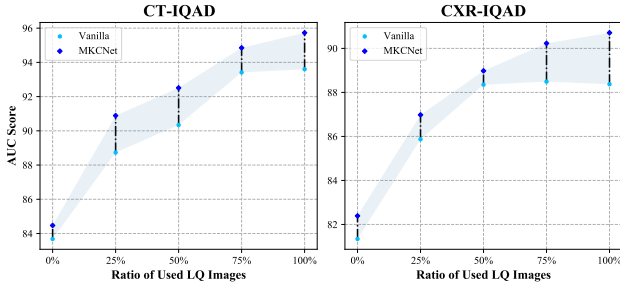 CT-IQAD
Vanilla
MKCNet
AUC Score
96
94
92
90
88
86
84
0%
25%
50%
75%
100%
Ratio of Used LQ Images
CXR-IQAD
Vanilla
MKCNet
90
88
86
84
82
0%
25%
50%
75%
100%
Ratio of Used LQ Images